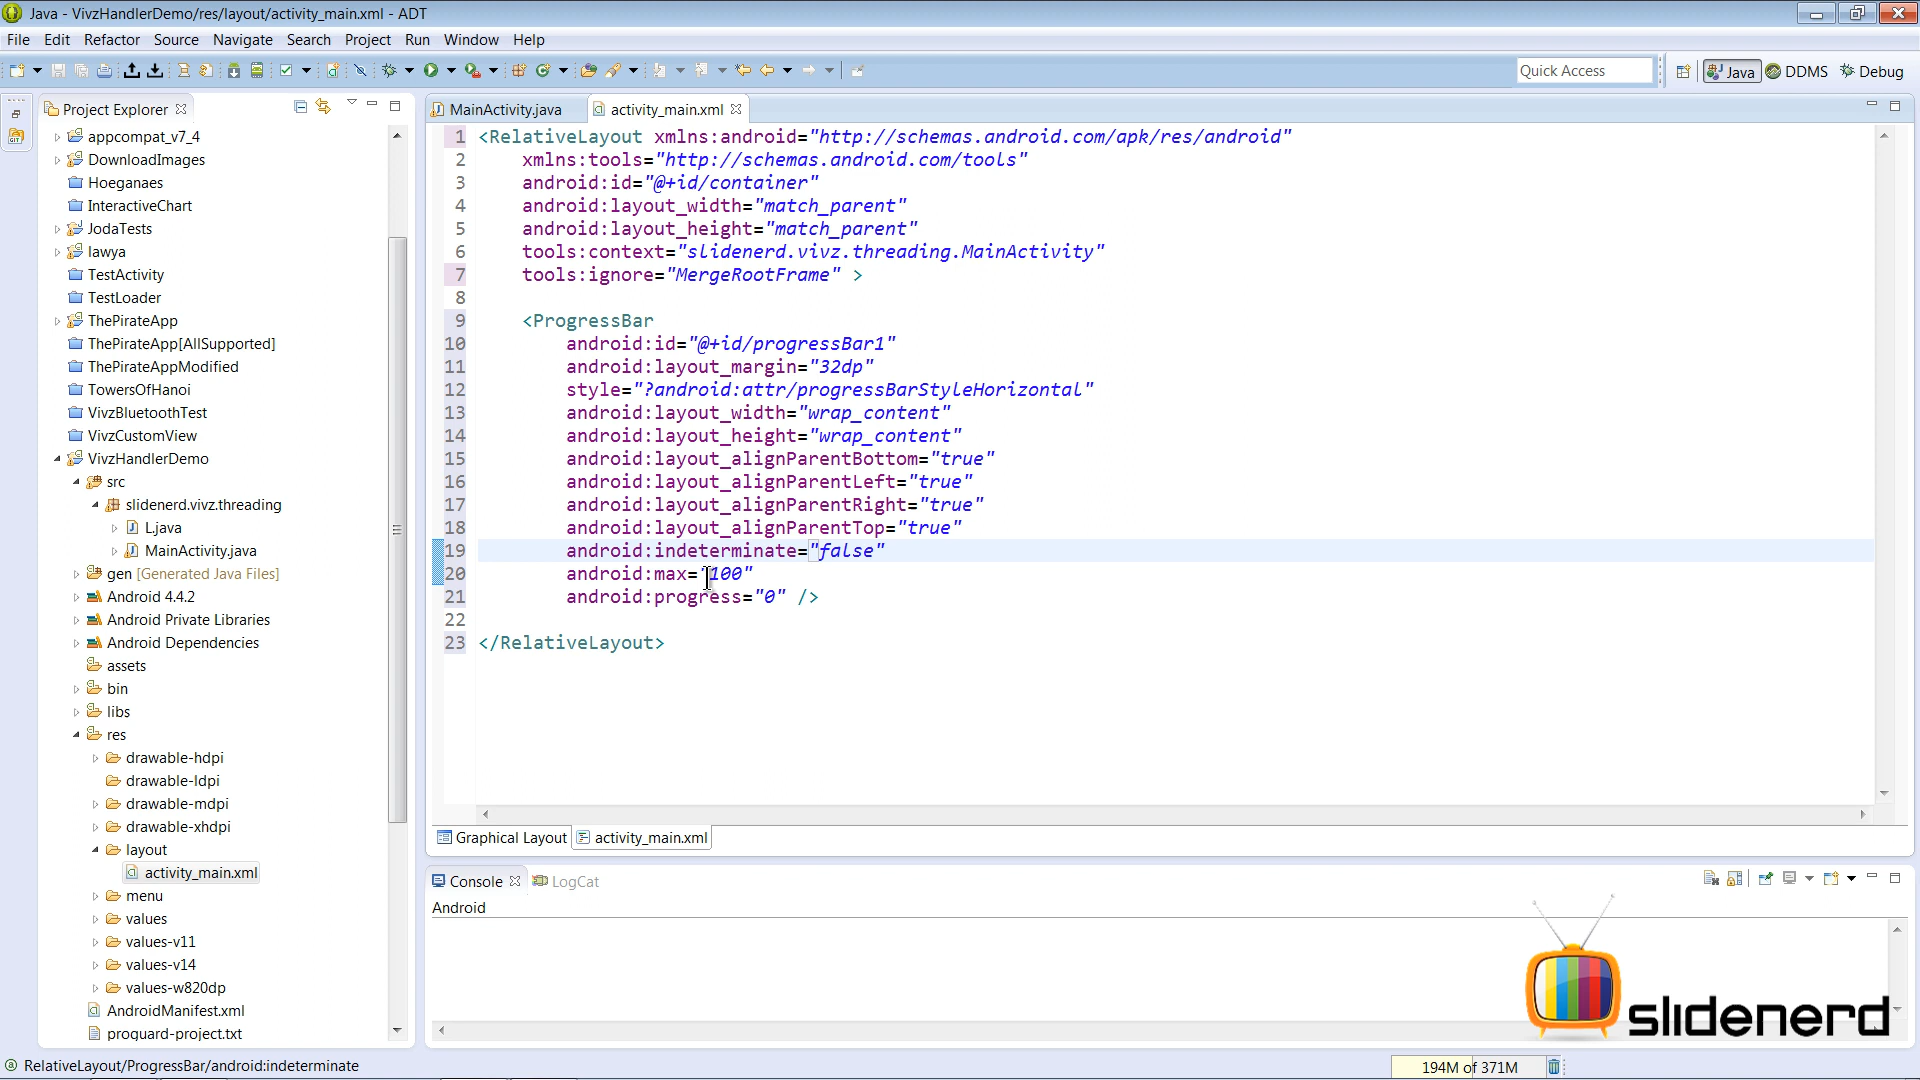 Java - VivzHandlerDemo/res/layout/activity_main.xml - ADT
File Edit Refactor Source Navigate Search Project Run Window Help
Quick Access
Java
DDMS
Debug
Project Explorer
appcompat_v7_4
DownloadImages
Hoeganaes
InteractiveChart
JodaTests
lawya
TestActivity
TestLoader
ThePirateApp
ThePirateApp[AllSupported]
ThePirateAppModified
TowersOfHanoi
VivzBluetoothTest
VivzCustomView
VivzHandlerDemo
src
slidenerd.vivz.threading
L.java
MainActivity.java
gen [Generated Java Files]
Android 4.4.2
Android Private Libraries
Android Dependencies
assets
bin
libs
res
drawable-hdpi
drawable-ldpi
drawable-mdpi
drawable-xhdpi
layout
activity_main.xml
menu
values
values-v11
values-v14
values-w820dp
AndroidManifest.xml
proguard-project.txt
MainActivity.java
activity_main.xml
1 <RelativeLayout xmlns:android="http://schemas.android.com/apk/res/android"
2 xmlns:tools="http://schemas.android.com/tools"
3 android:id="@+id/container"
4 android:layout_width="match_parent"
5 android:layout_height="match_parent"
6 tools:context="slidenerd.vivz.threading.MainActivity"
7 tools:ignore="MergeRootFrame" >
8
9 <ProgressBar
10 android:id="@+id/progressBar1"
11 android:layout_margin="32dp"
12 style="?android:attr/progressBarStyleHorizontal"
13 android:layout_width="wrap_content"
14 android:layout_height="wrap_content"
15 android:layout_alignParentBottom="true"
16 android:layout_alignParentLeft="true"
17 android:layout_alignParentRight="true"
18 android:layout_alignParentTop="true"
19 android:indeterminate="false"
20 android:max="100"
21 android:progress="0" />
22
23 </RelativeLayout>
Graphical Layout
activity_main.xml
Console
LogCat
Android
slidenerd
RelativeLayout/ProgressBar/android:indeterminate
194M of 371M